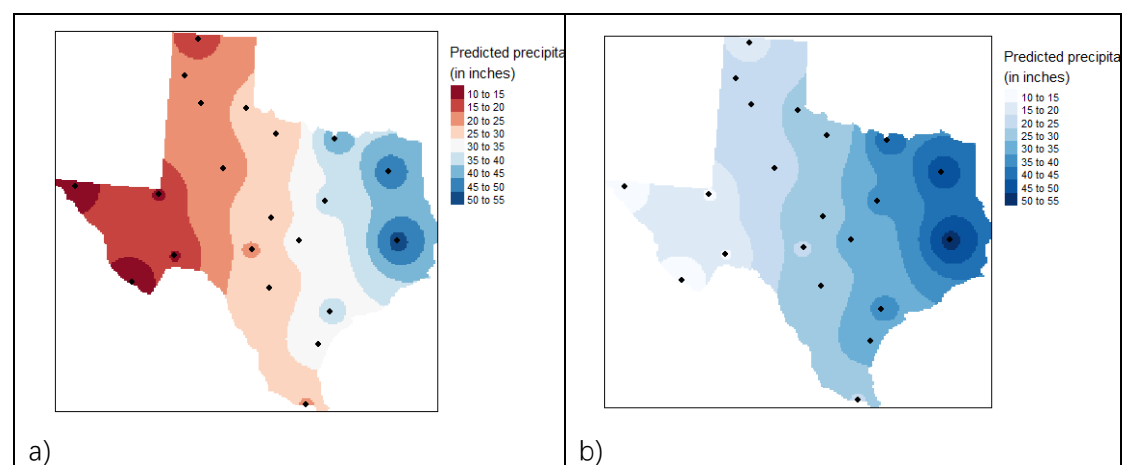 Predicted precipita
(in inches)
10 to 15
15 to 20
20 to 25
25 to 30
30 to 35
35 to 40
40 to 45
45 to 50
50 to 55
a)
Predicted precipita
(in inches)
10 to 15
15 to 20
20 to 25
25 to 30
30 to 35
35 to 40
40 to 45
45 to 50
50 to 55
b)